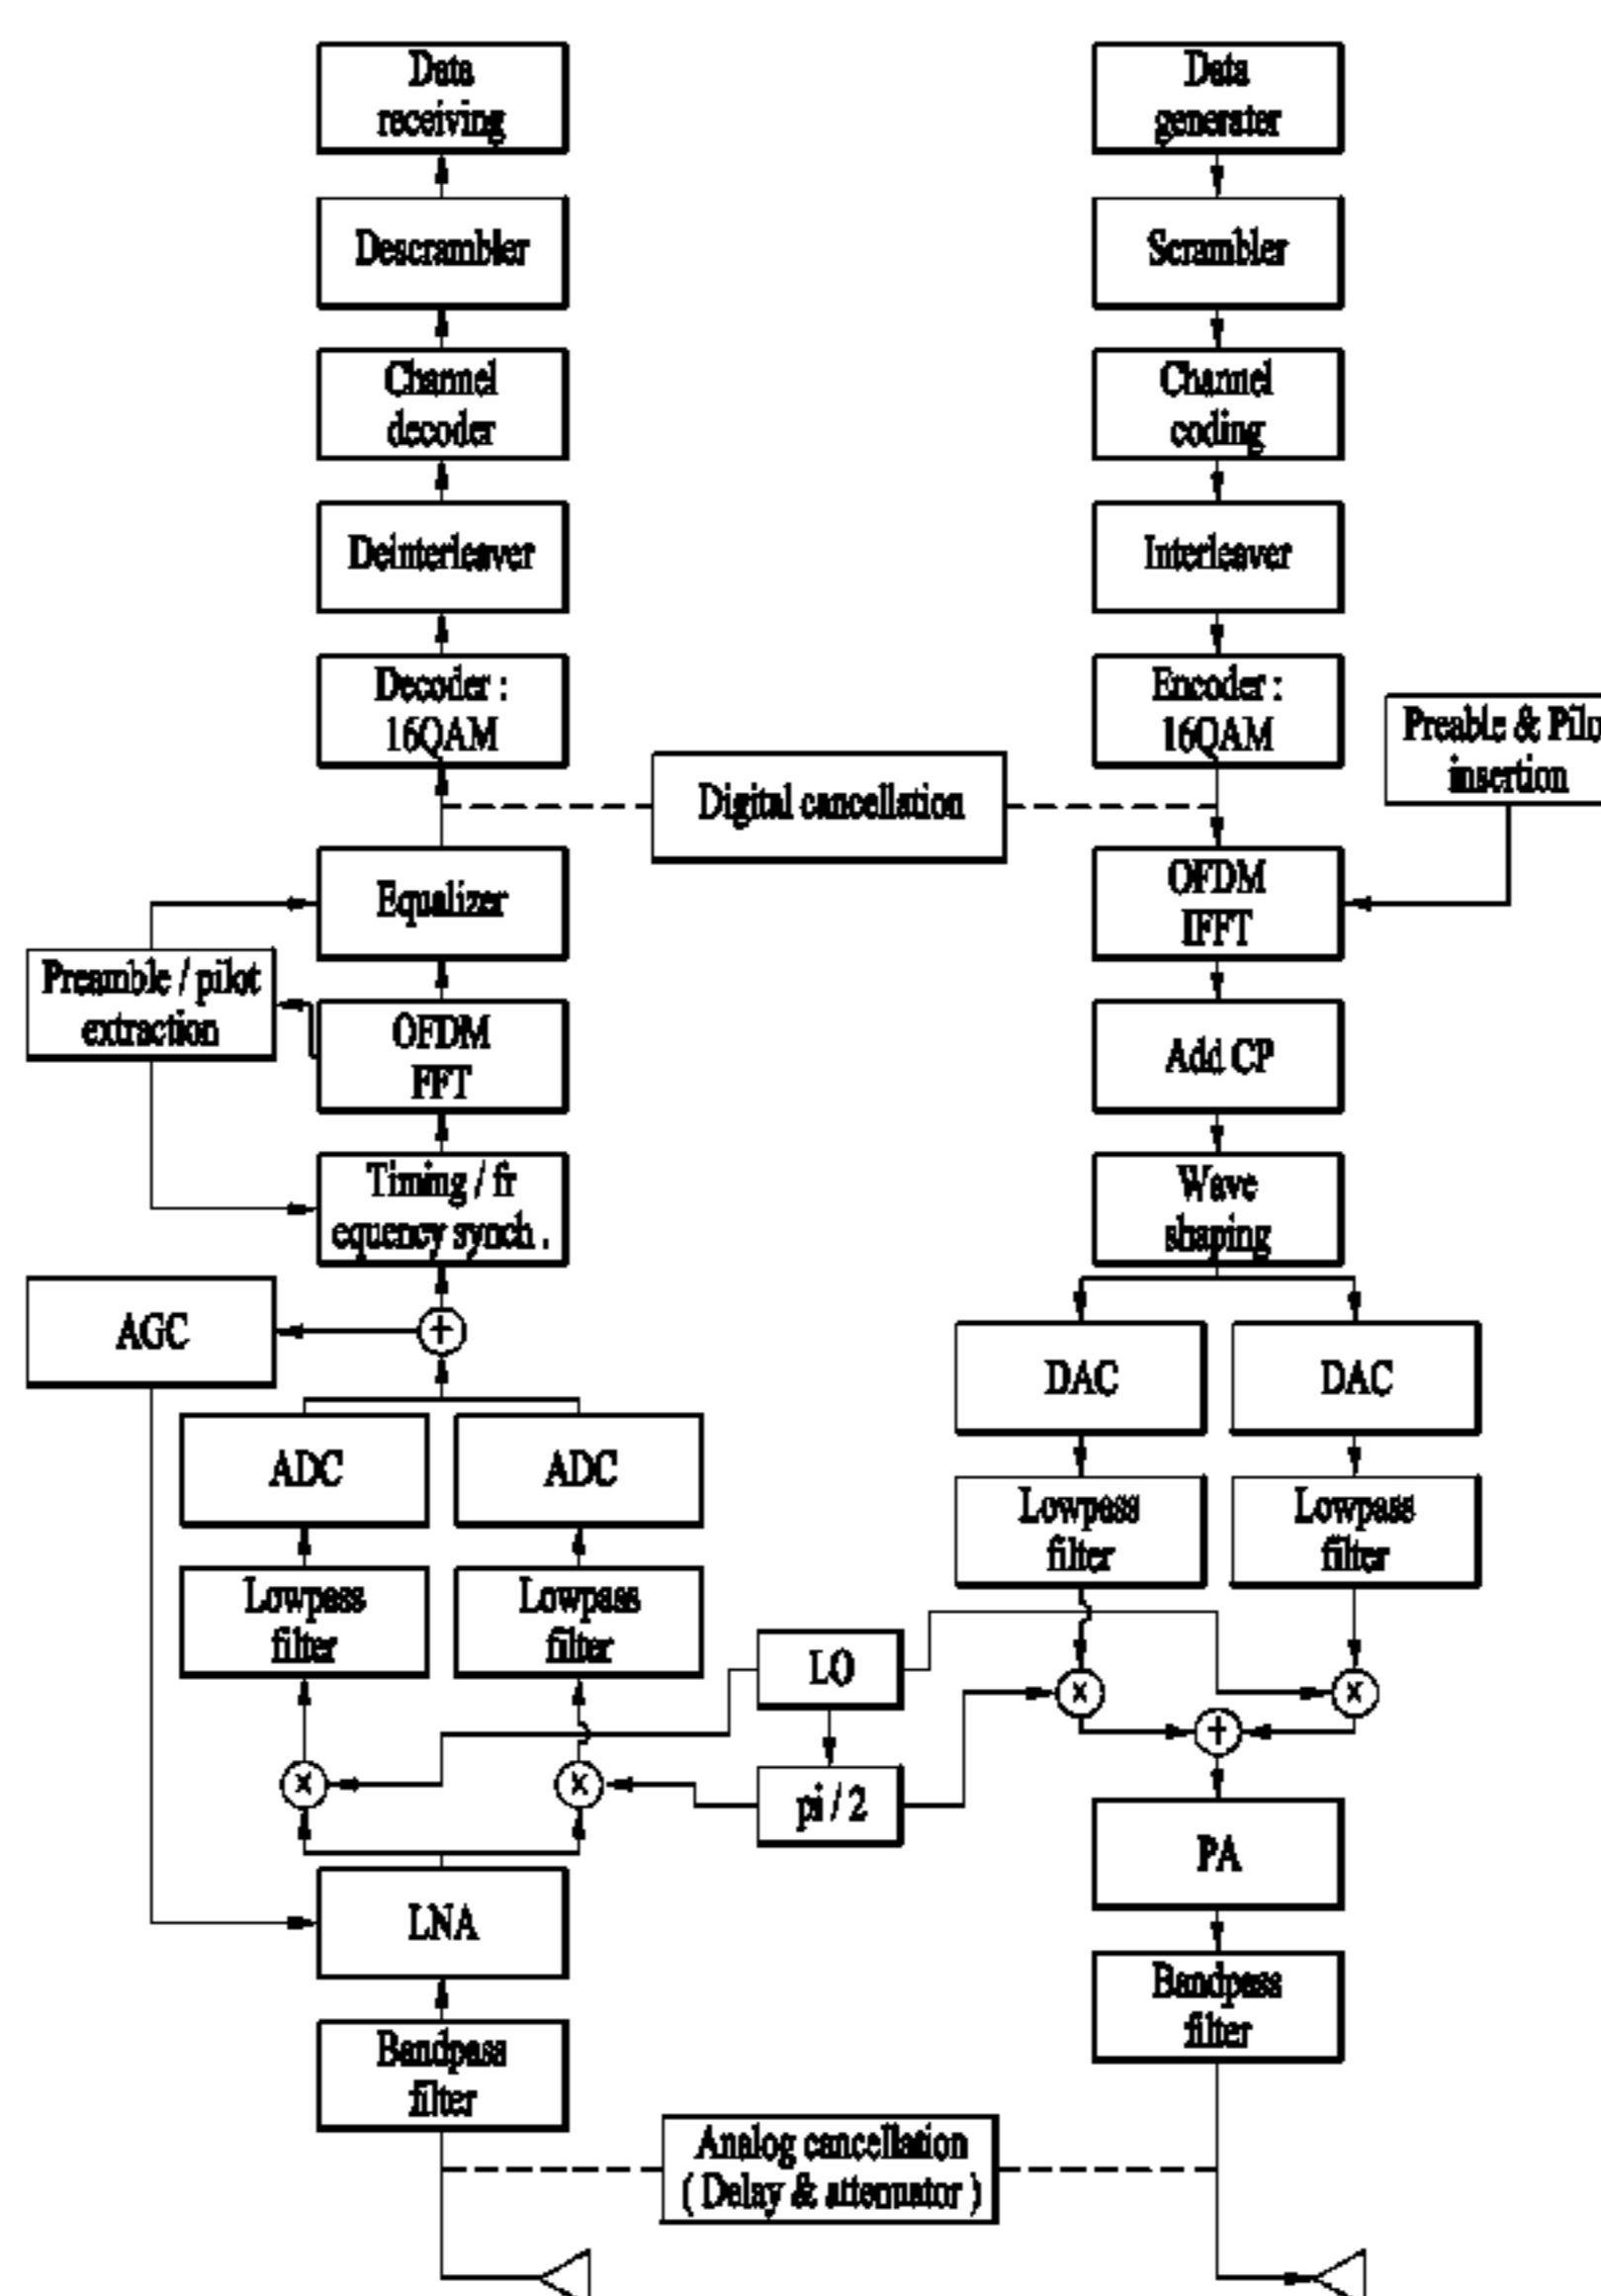 Data
receiving
Descrambler
Channel
decoder
Deinterleaver
Decoder :
16QAM
Equalizer
Preamble / pilot
extraction
OFDM
FFT
Timing / fr
equency synch .
AGC
+
ADC
ADC
Lowpass
filter
Lowpass
filter
x
x
LNA
Bandpass
filter
Digital cancellation
LO
pi / 2
Analog cancellation
( Delay & attenuator )
Data
generater
Scrambler
Channel
coding
Interleaver
Encoder :
16QAM
Preable & Pilo
insertion
OFDM
IFFT
Add CP
Wave
shaping
DAC
DAC
Lowpass
filter
Lowpass
filter
x
x
+
PA
Bandpass
filter